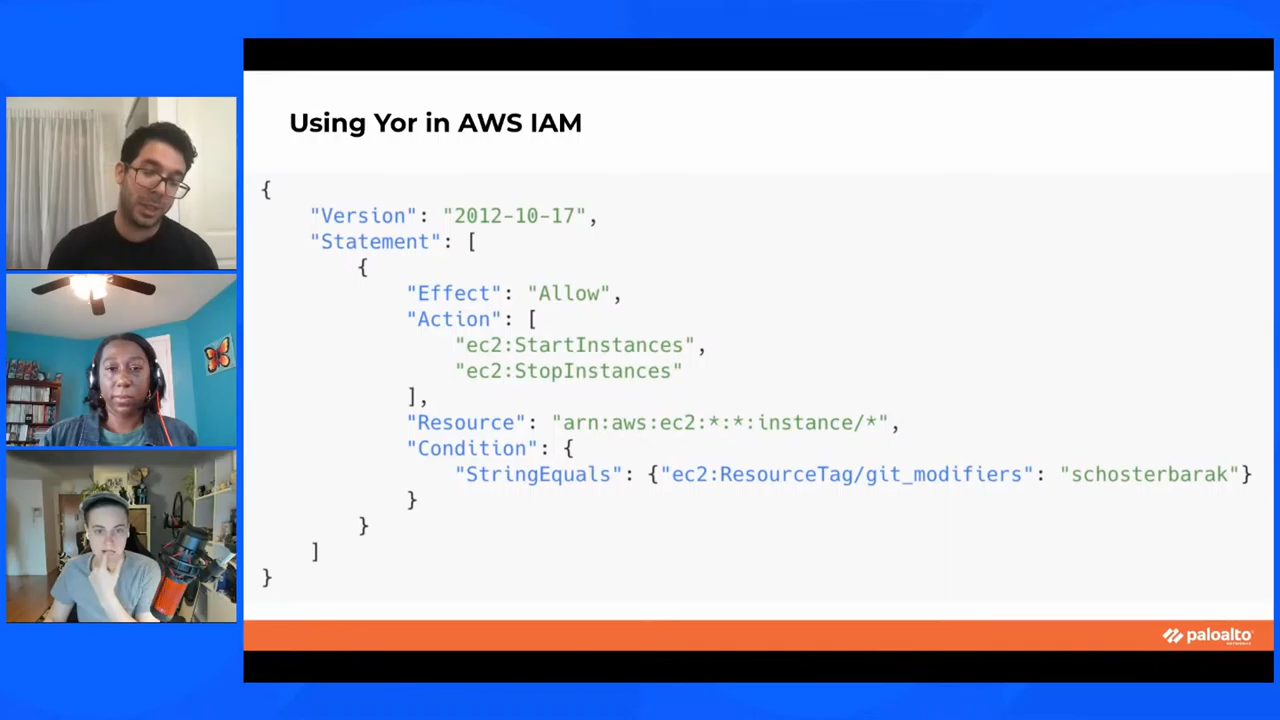 Using Yor in AWS IAM
{
"Version": "2012-10-17",
"Statement": [
{
"Effect": "Allow",
"Action": [
"ec2:StartInstances",
"ec2:StopInstances"
],
"Resource": "arn:aws:ec2:*:*:instance/*",
"Condition": {
"StringEquals": {"ec2:ResourceTag/git_modifiers": "schosterbarak"}
}
}
]
}
paloalto
NETWORKS